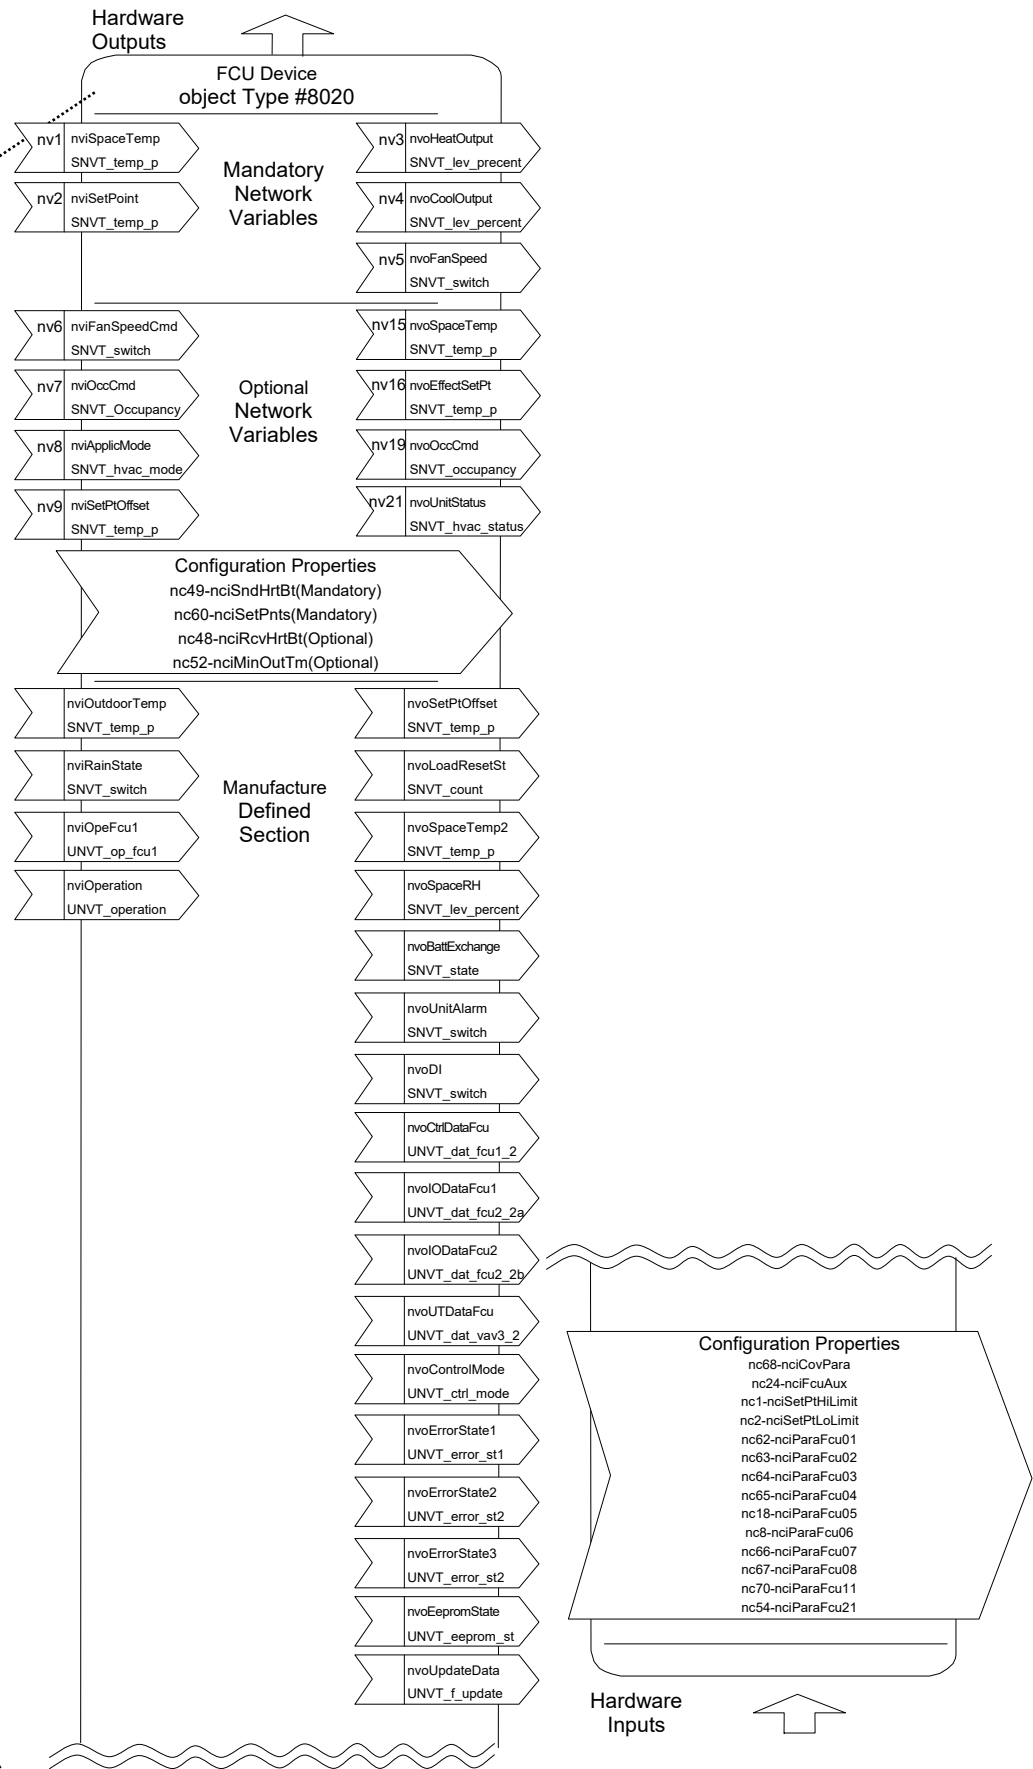 Hardware
Outputs
FCU Device
object Type #8020
nv1 nviSpaceTemp
SNVT_temp_p
nv2 nviSetPoint
SNVT_temp_p
Mandatory
Network
Variables
nv3 nvoHeatOutput
SNVT_lev_precent
nv4 nvoCoolOutput
SNVT_lev_percent
nv5 nvoFanSpeed
SNVT_switch
nv6 nviFanSpeedCmd
SNVT_switch
nv7 nviOccCmd
SNVT_Occupancy
nv8 nviApplicMode
SNVT_hvac_mode
nv9 nviSetPtOffset
SNVT_temp_p
Optional
Network
Variables
nv15 nvoSpaceTemp
SNVT_temp_p
nv16 nvoEffectSetPt
SNVT_temp_p
nv19 nvoOccCmd
SNVT_occupancy
nv21 nvoUnitStatus
SNVT_hvac_status
Configuration Properties
nc49-nciSndHrtBt(Mandatory)
nc60-nciSetPnts(Mandatory)
nc48-nciRcvHrtBt(Optional)
nc52-nciMinOutTm(Optional)
nviOutdoorTemp
SNVT_temp_p
nviRainState
SNVT_switch
nviOpeFcu1
UNVT_op_fcu1
nviOperation
UNVT_operation
Manufacture
Defined
Section
nvoSetPtOffset
SNVT_temp_p
nvoLoadResetSt
SNVT_count
nvoSpaceTemp2
SNVT_temp_p
nvoSpaceRH
SNVT_lev_percent
nvoBattExchange
SNVT_state
nvoUnitAlarm
SNVT_switch
nvoDI
SNVT_switch
nvoCtrlDataFcu
UNVT_dat_fcu1_2
nvoIODataFcu1
UNVT_dat_fcu2_2a
nvoIODataFcu2
UNVT_dat_fcu2_2b
nvoUTDataFcu
UNVT_dat_vav3_2
nvoControlMode
UNVT_ctrl_mode
nvoErrorState1
UNVT_error_st1
nvoErrorState2
UNVT_error_st2
nvoErrorState3
UNVT_error_st2
nvoEepromState
UNVT_eeprom_st
nvoUpdateData
UNVT_f_update
Configuration Properties
nc68-nciCovPara
nc24-nciFcuAux
nc1-nciSetPtHiLimit
nc2-nciSetPtLoLimit
nc62-nciParaFcu01
nc63-nciParaFcu02
nc64-nciParaFcu03
nc65-nciParaFcu04
nc18-nciParaFcu05
nc8-nciParaFcu06
nc66-nciParaFcu07
nc67-nciParaFcu08
nc70-nciParaFcu11
nc54-nciParaFcu21
Hardware
Inputs